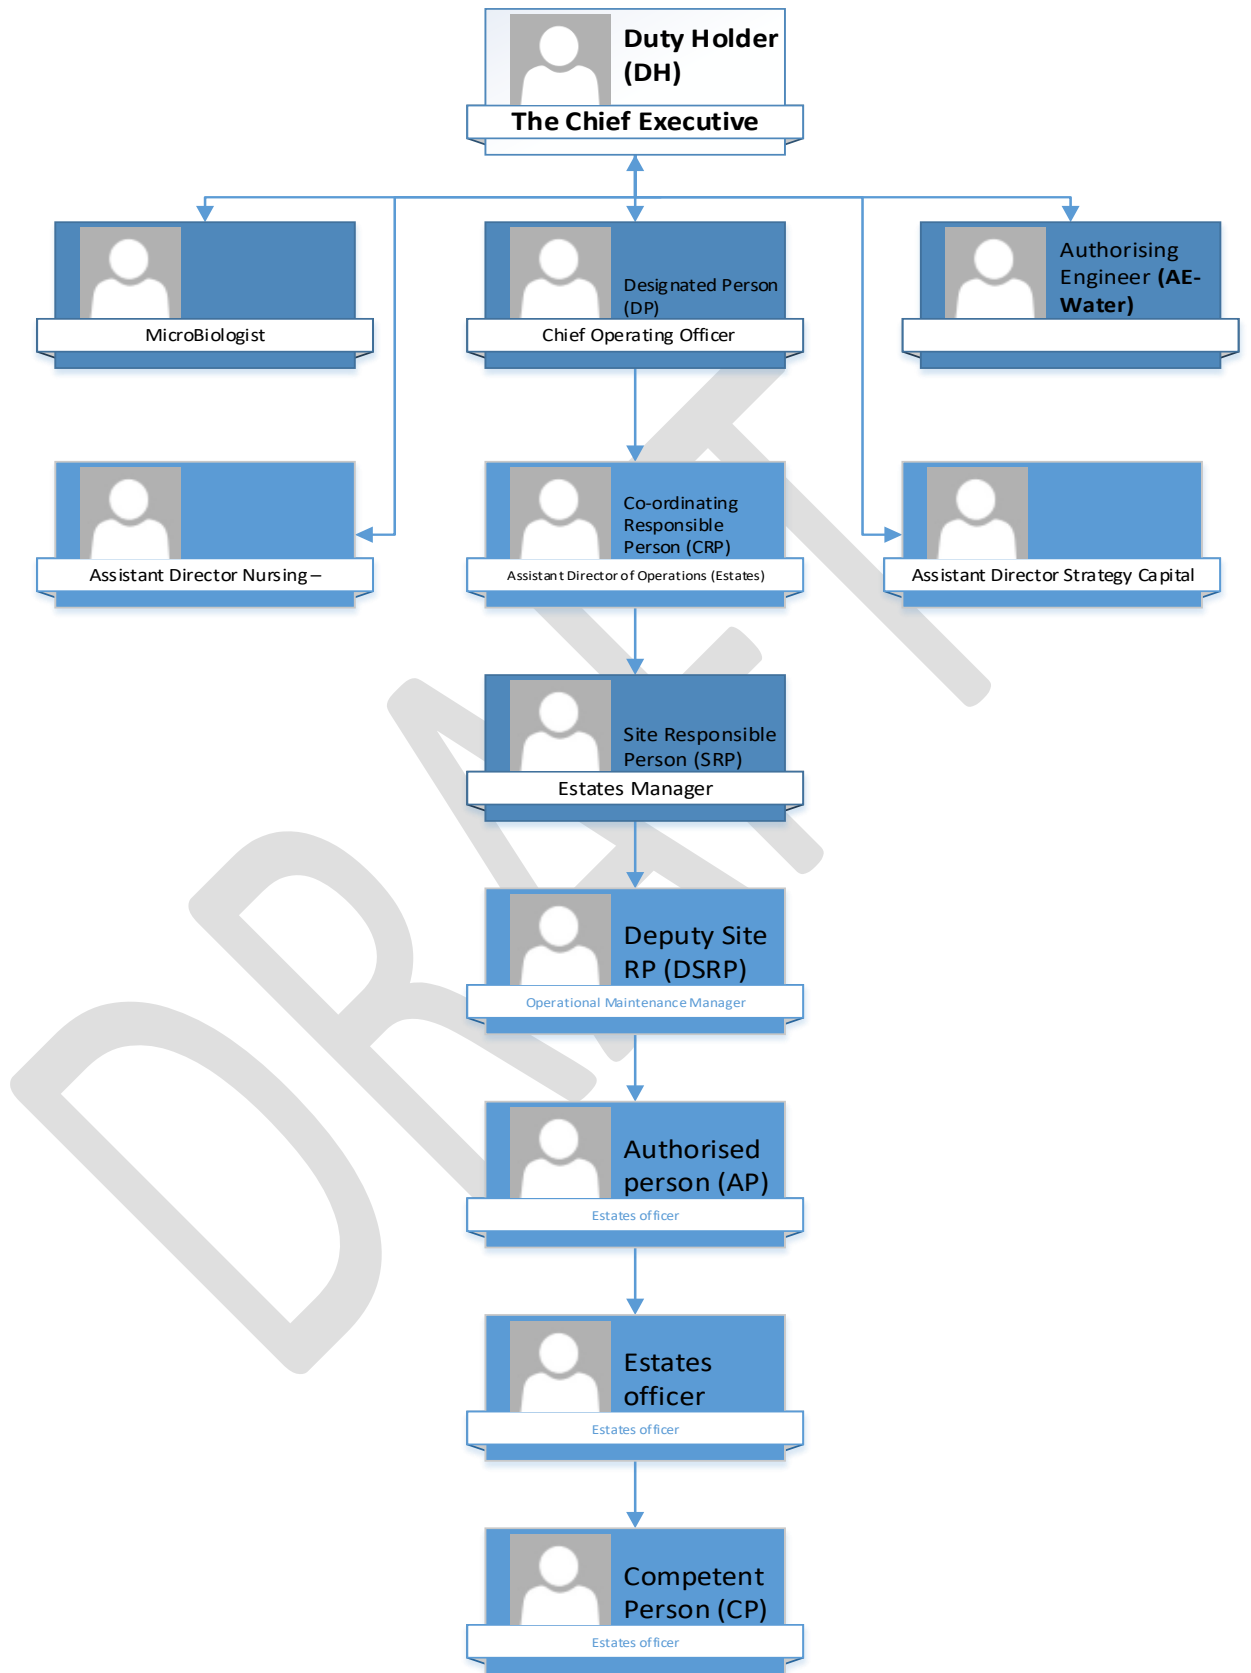 Duty Holder
(DH)
The Chief Executive
MicroBiologist
Designated Person
(DP)
Chief Operating Officer
Authorising
Engineer (AE-
Water)
Assistant Director Nursing –
Co-ordinating
Responsible
Person (CRP)
Assistant Director of Operations (Estates)
Assistant Director Strategy Capital
Site Responsible
Person (SRP)
Estates Manager
Deputy Site
RP (DSRP)
Operational Maintenance Manager
Authorised
person (AP)
Estates officer
Estates
officer
Estates officer
Competent
Person (CP)
Estates officer
DRAFT